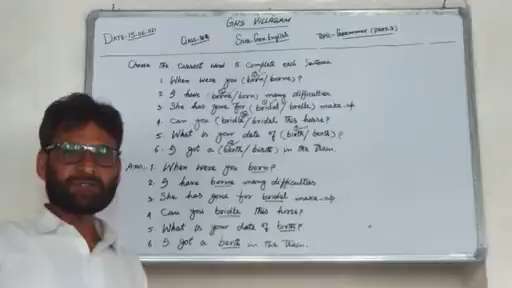 GHS VILLAGAM
DATE-15-06-021 CLASS- SUB-Gen English TOPIC-Grammar (PART-3)
Choose the Correct word to Complete each Sentence
1. When were you (born/borne)?
2. I have (borne/born) many difficulties
3. She has gone for (bridal/bridle) make-up
4. Can you (bridle/bridal) this horse?
5. What is your date of (birth/berth)?
6. I got a (berth/birth) in the Train.
Ans: 1. When were you born?
2. I have borne many difficulties
3. She has gone for bridal make-up
4. Can you bridle this horse?
5. What is your date of birth?
6 I got a berth in the Train.